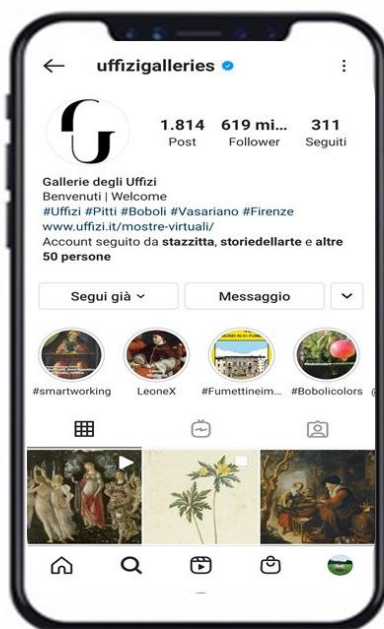 uffizigalleries
1.814 619 mi... 311
Post Follower Seguiti
Gallerie degli Uffizi
Benvenuti | Welcome
#Uffizi #Pitti #Boboli #Vasariano #Firenze
www.uffizi.it/mostre-virtuali/
Account seguito da stazzitta, storiedellarte e altre
50 persone
Segui già
Messaggio
#smartworking LeoneX #Fumettineim... #Bobolicolors